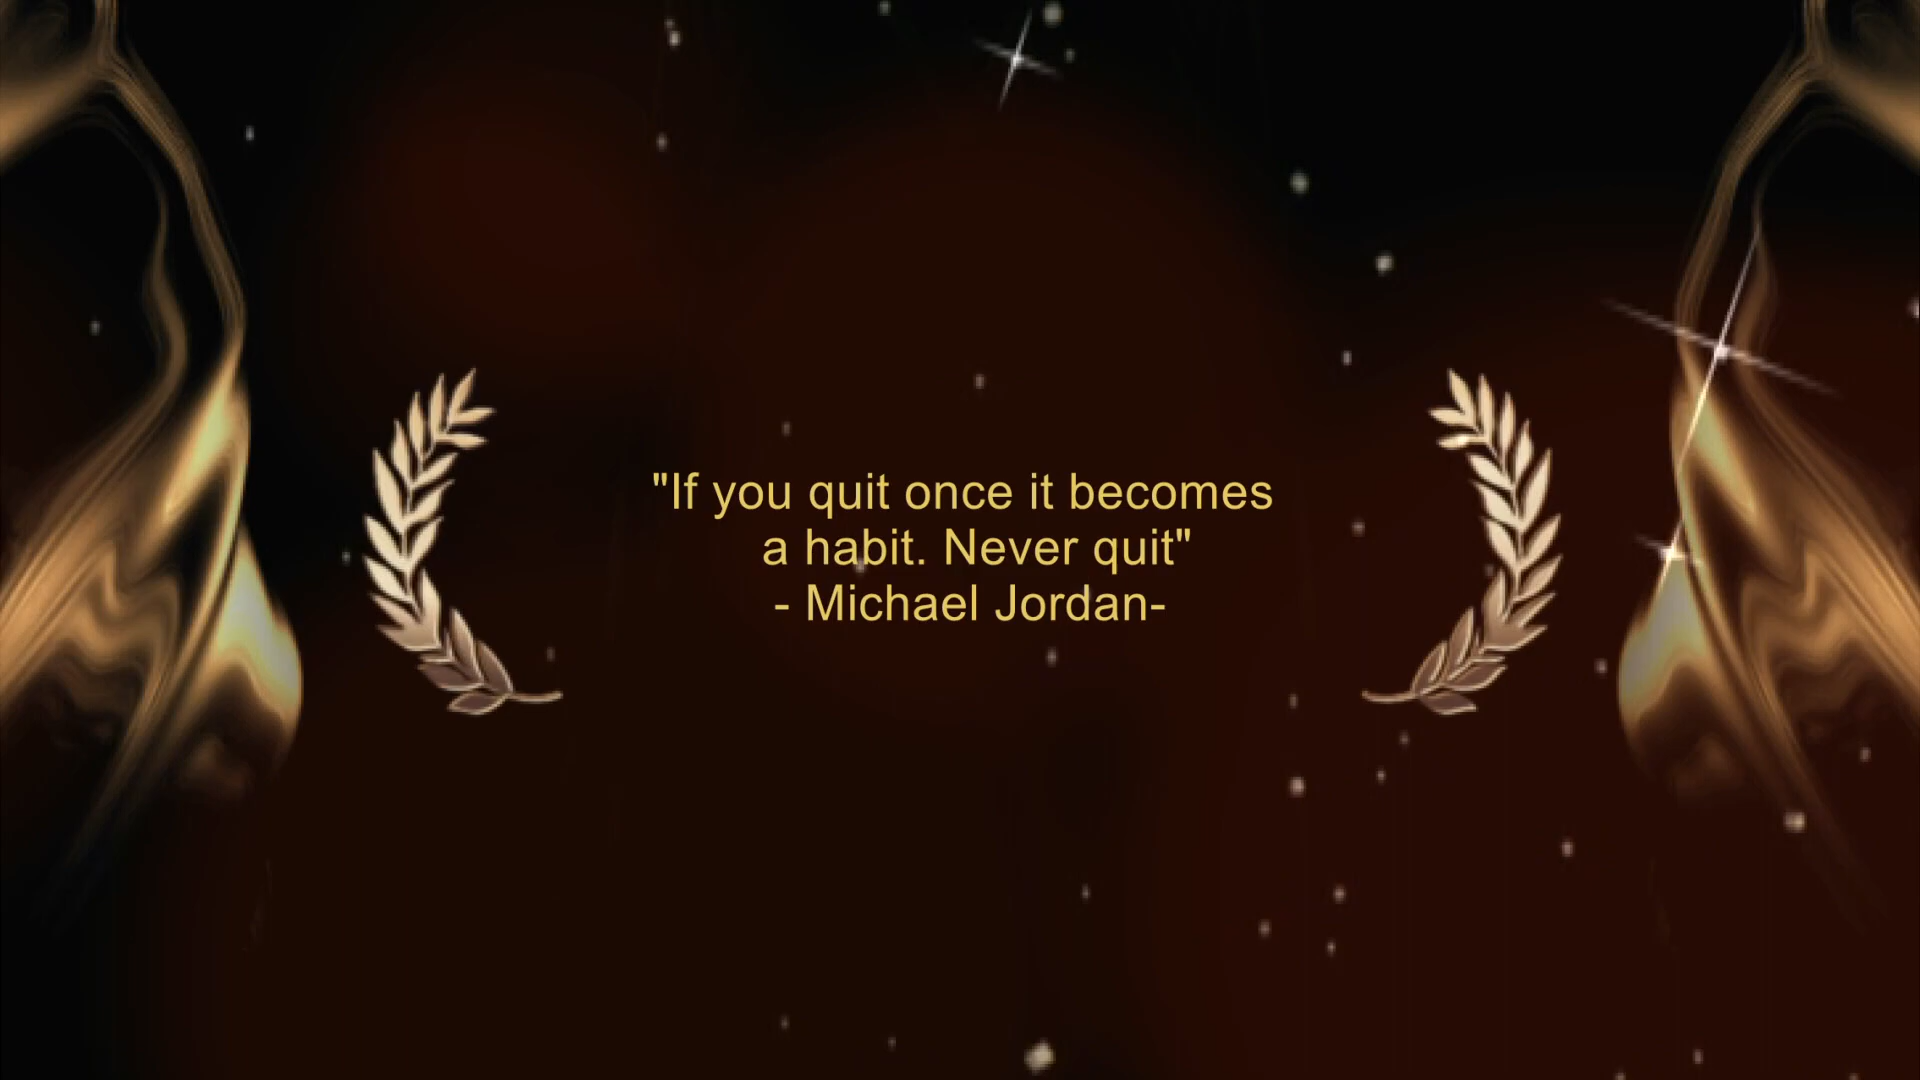 "If you quit once it becomes
a habit. Never quit"
- Michael Jordan-